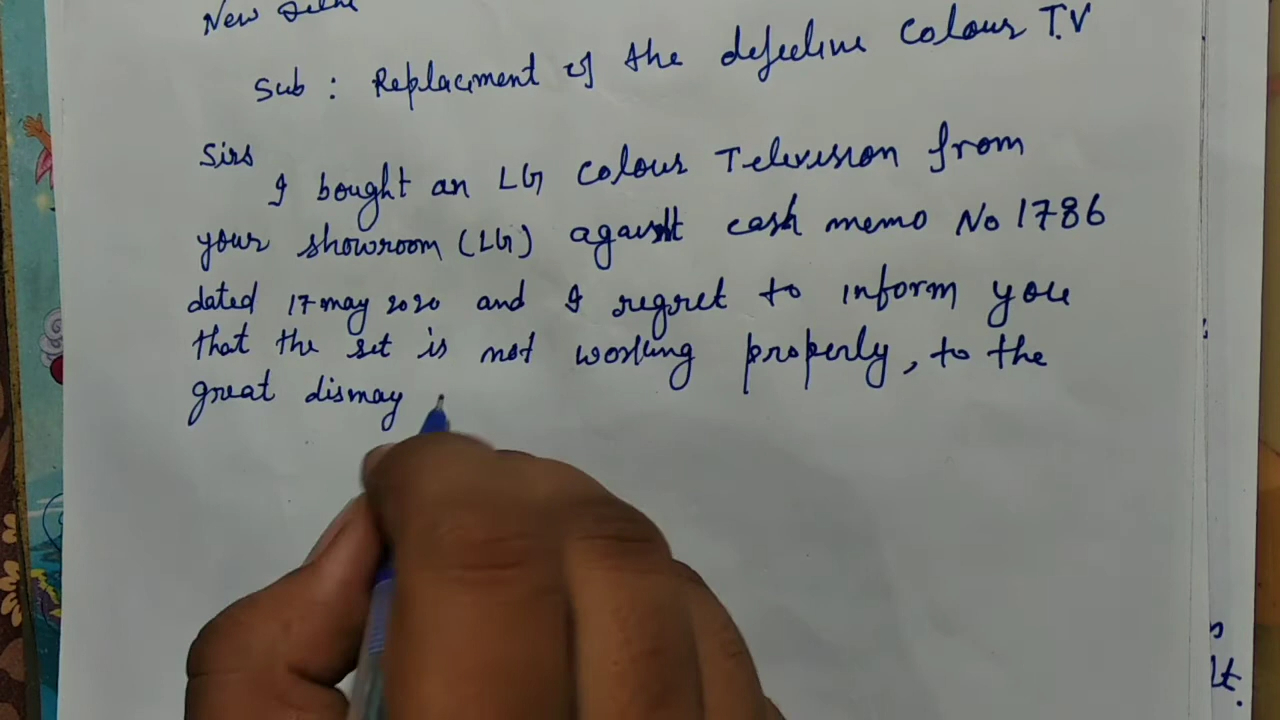 New Delhi
Sub : Replacement of the defective Colour T.V
Sirs
I bought an LG Colour Television from
your showroom (LG) against cash memo No 1786
dated 17 may 2020 and I regret to inform you
that the set is not working properly, to the
great dismay